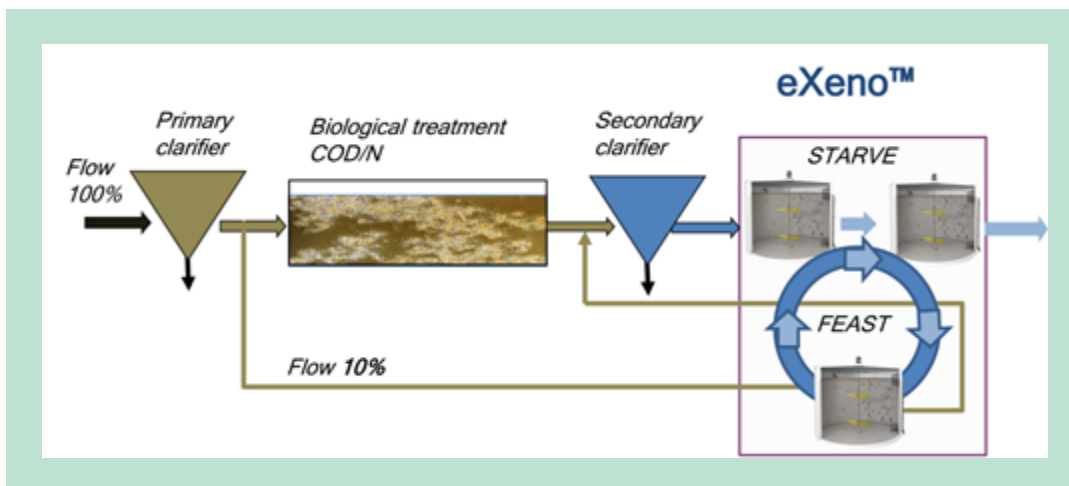 eXeno™
Primary
clarifier
Biological treatment
COD/N
Secondary
clarifier
STARVE
Flow
100%
FEAST
Flow 10%